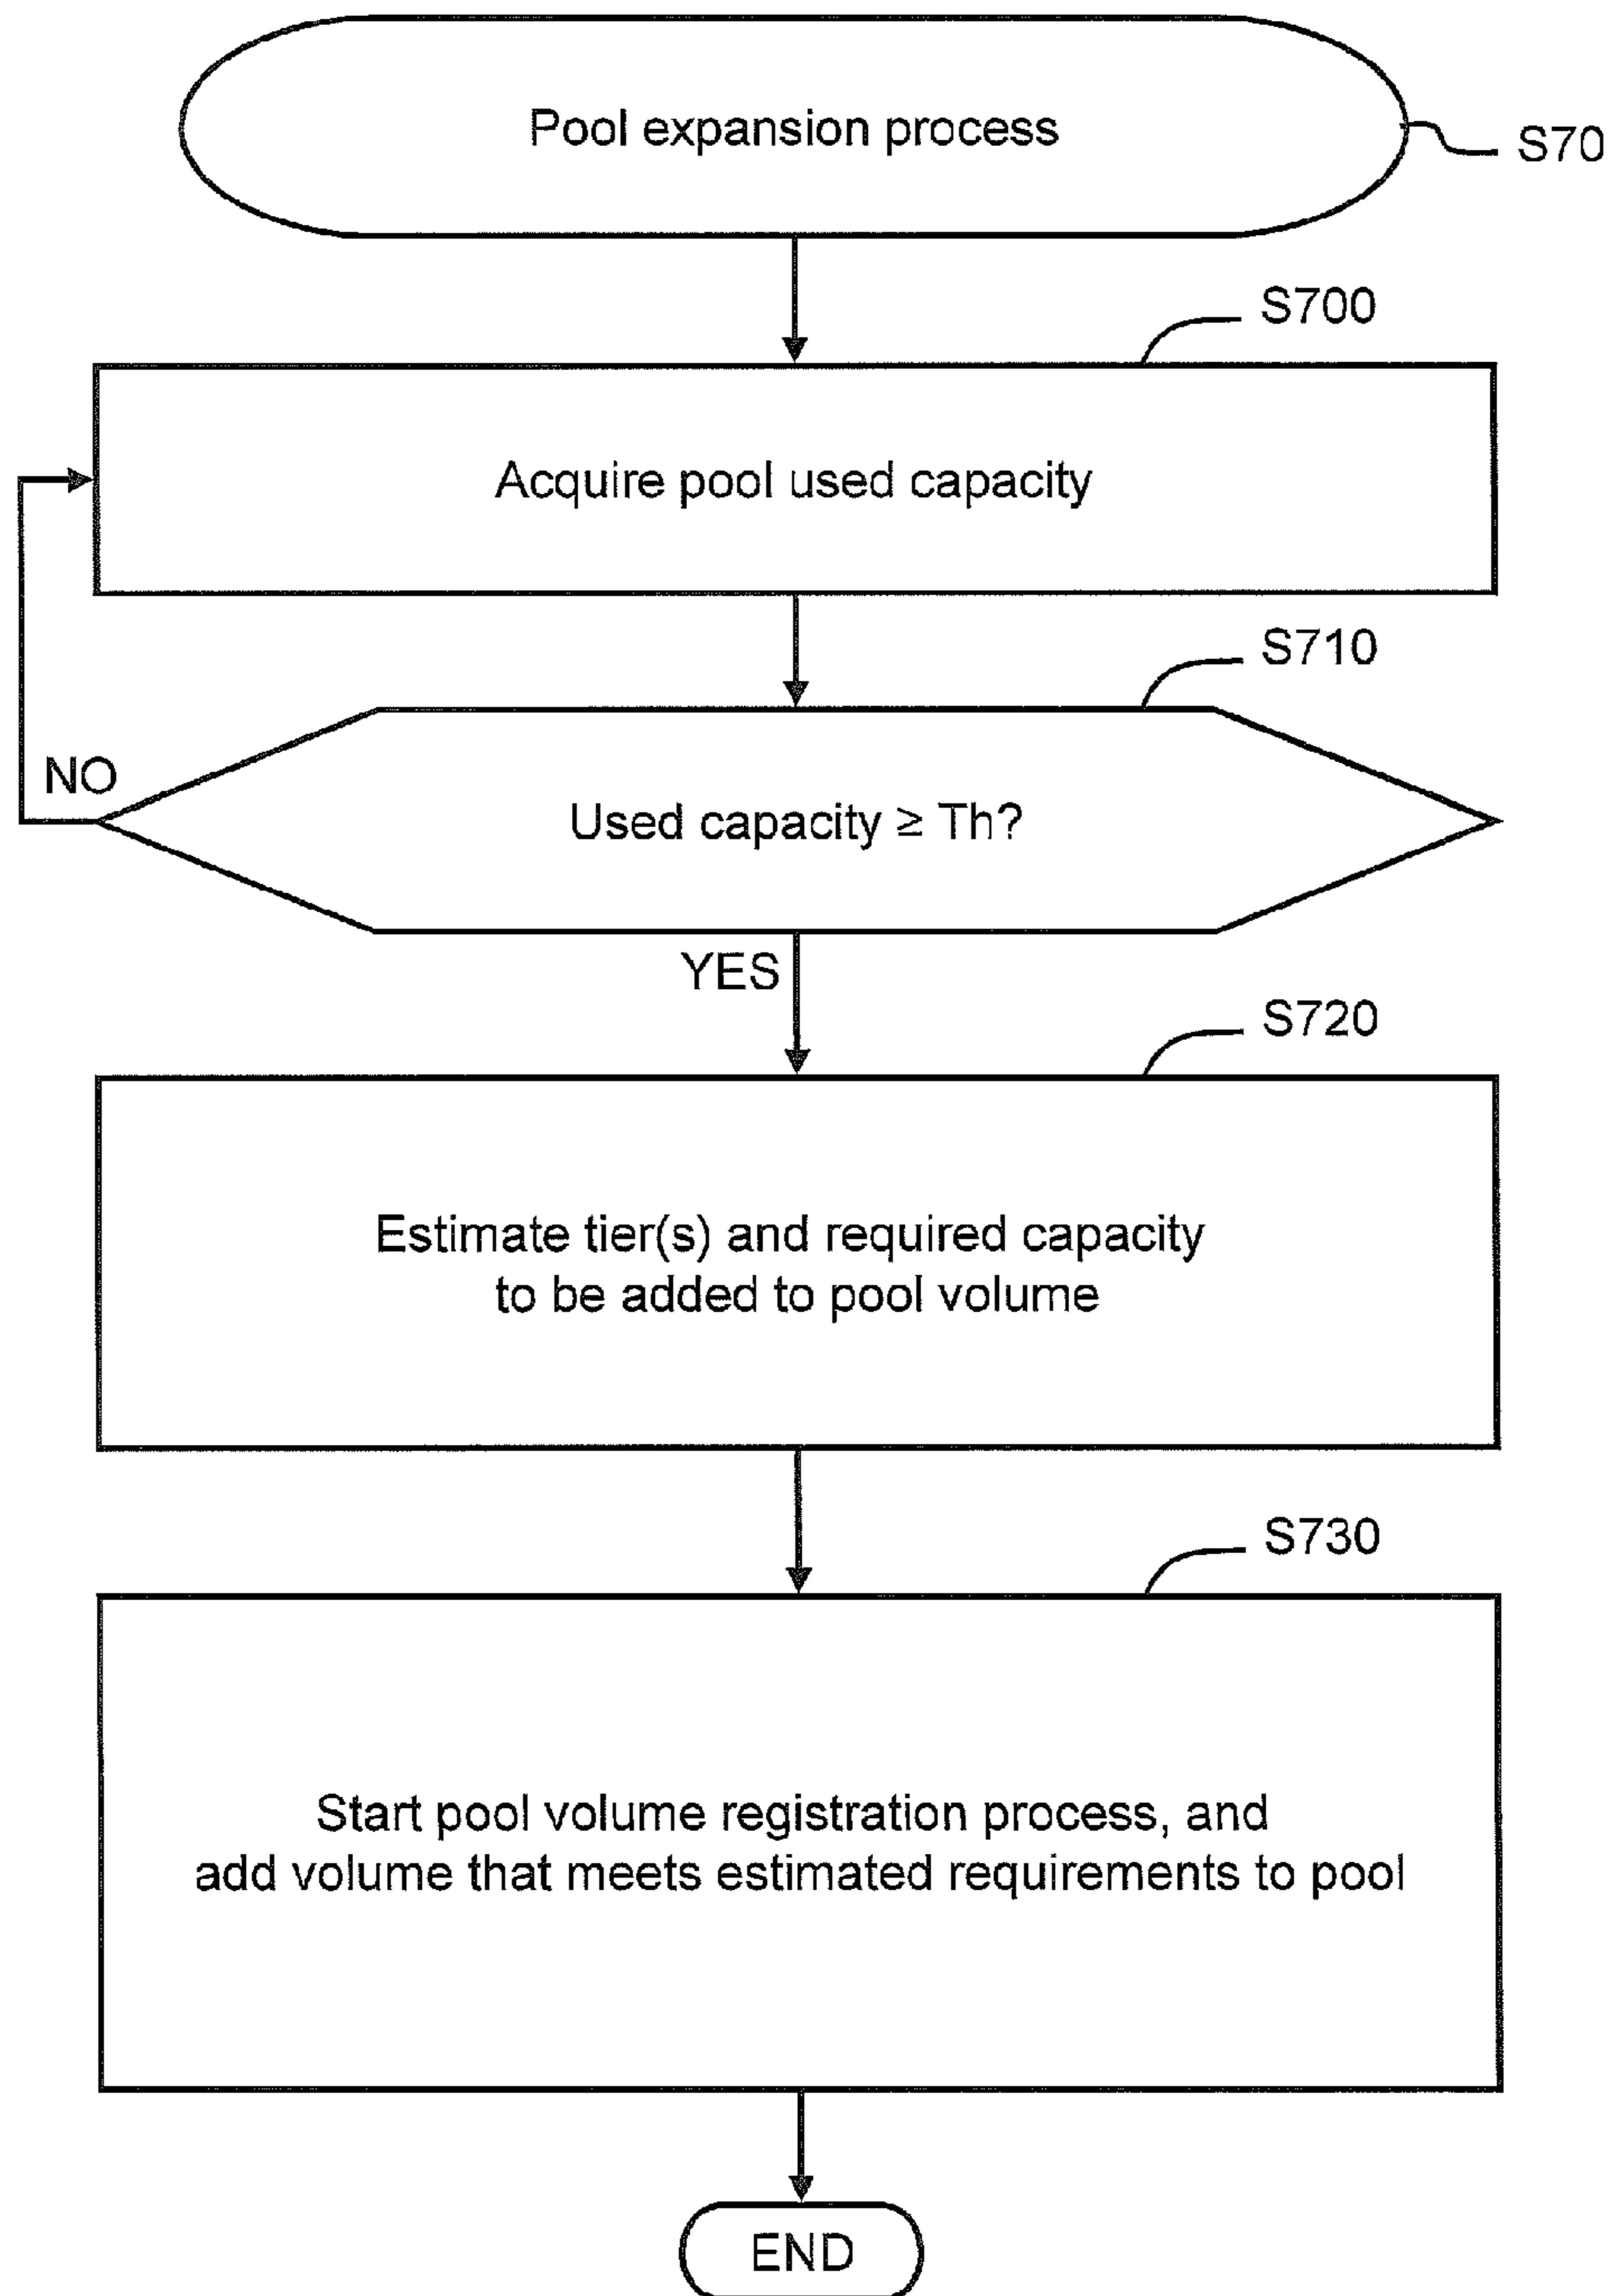 Pool expansion process
S70
S700
Acquire pool used capacity
S710
NO
Used capacity ≥ Th?
YES
S720
Estimate tier(s) and required capacity
to be added to pool volume
S730
Start pool volume registration process, and
add volume that meets estimated requirements to pool
END